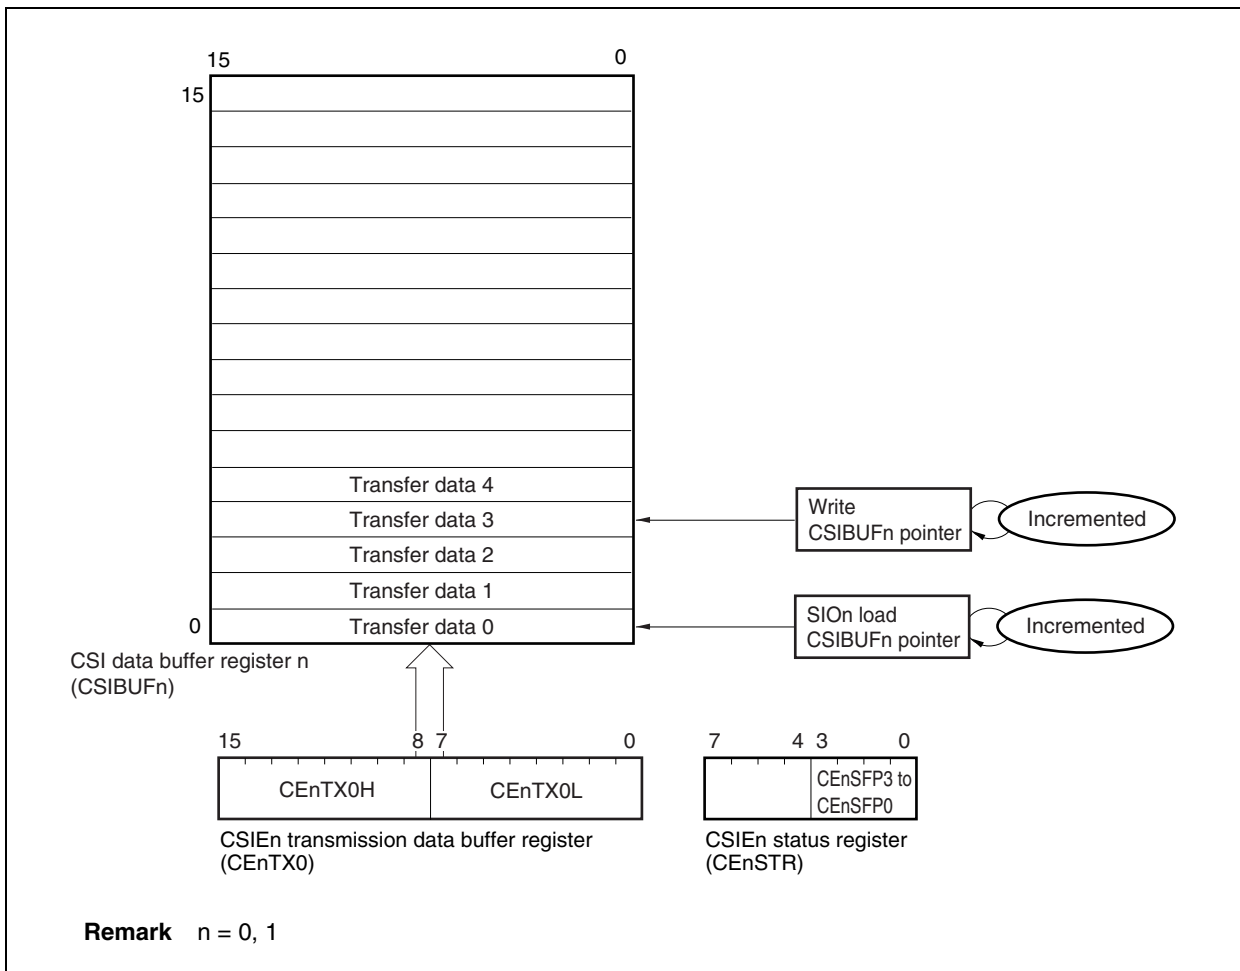 15 0
15
Transfer data 4
Transfer data 3
Transfer data 2
Transfer data 1
0 Transfer data 0
Write
CSIBUFn pointer
Incremented
SIOn load
CSIBUFn pointer
Incremented
CSI data buffer register n
(CSIBUFn)
15 8 7 0
CEnTX0H CEnTX0L
CSIEn transmission data buffer register
(CEnTX0)
7 4 3 0
CEnSFP3 to
CEnSFP0
CSIEn status register
(CEnSTR)
Remark n = 0, 1